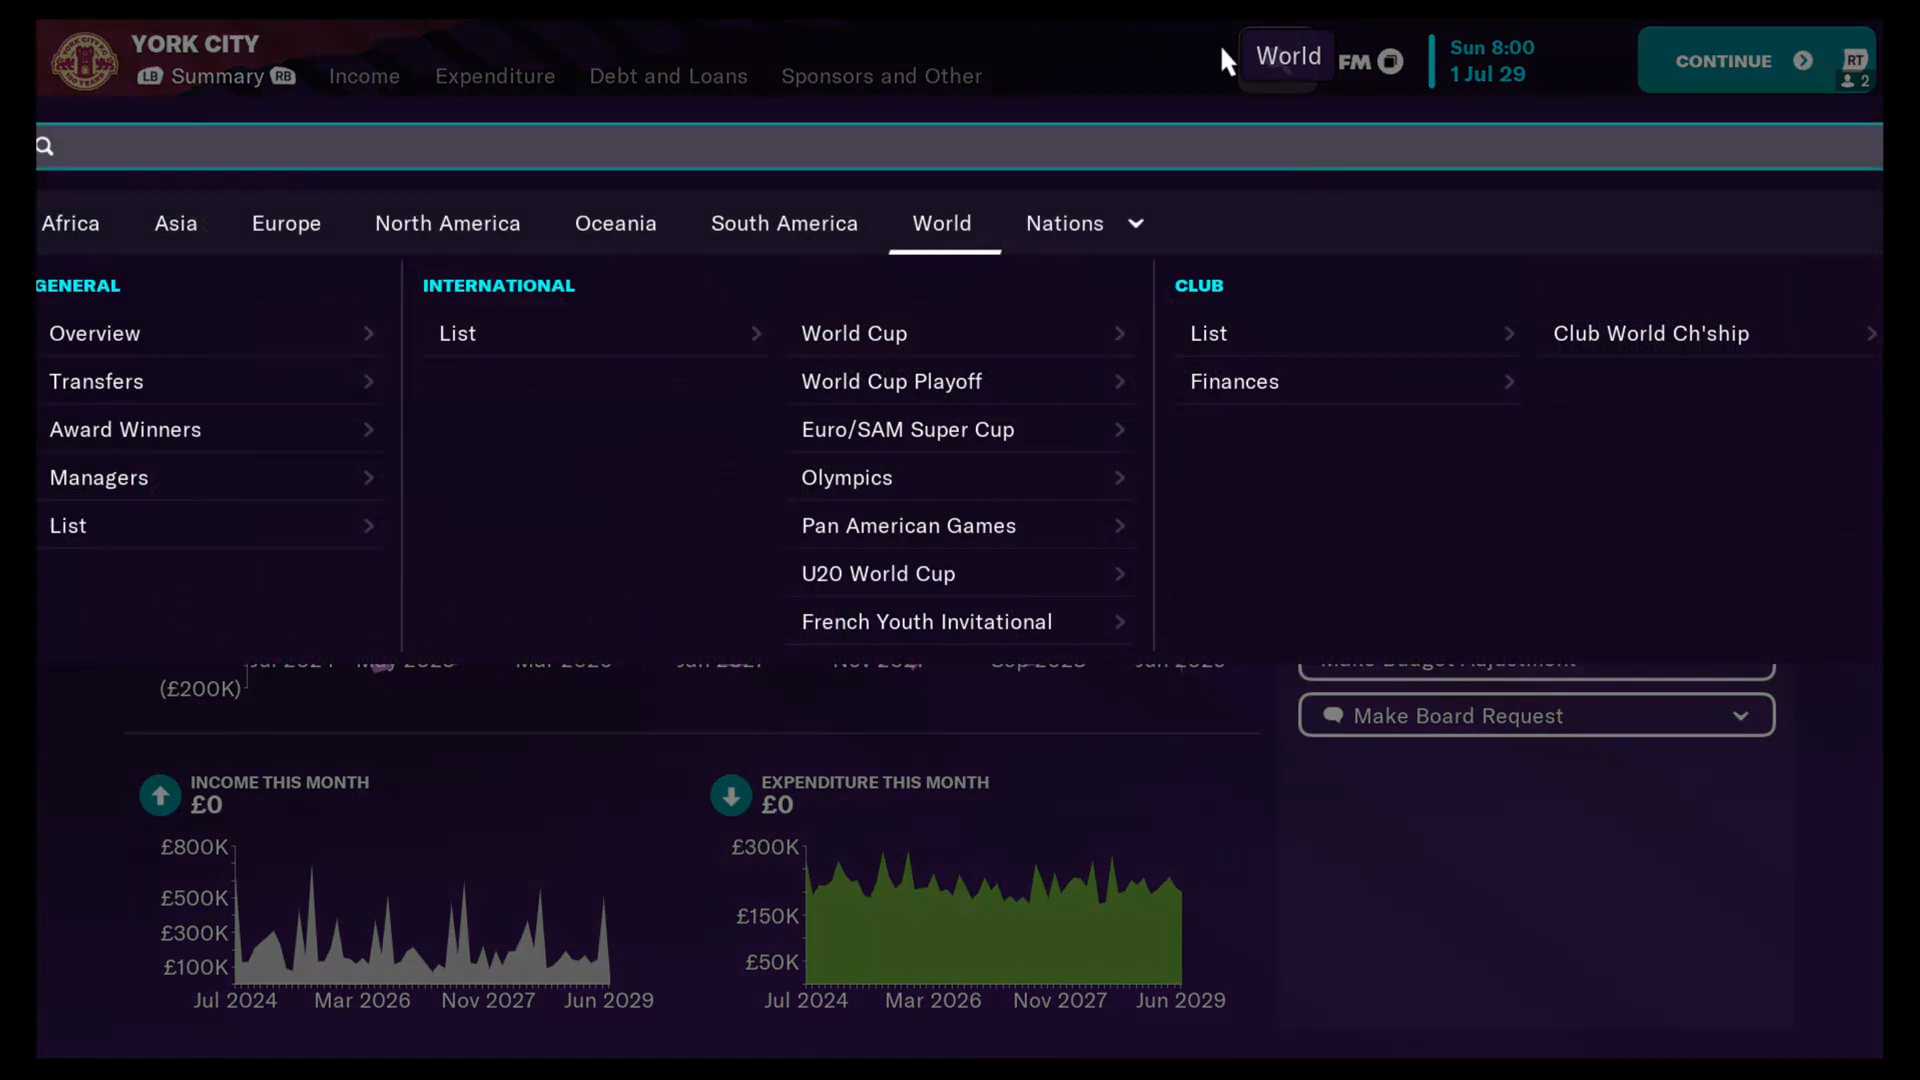 YORK CITY
LB Summary RB Income Expenditure Debt and Loans Sponsors and Other
World
FM
Sun 8:00
1 Jul 29
CONTINUE
RT
2
Africa Asia Europe North America Oceania South America World Nations
GENERAL
Overview
Transfers
Award Winners
Managers
List
INTERNATIONAL
List
World Cup
World Cup Playoff
Euro/SAM Super Cup
Olympics
Pan American Games
U20 World Cup
French Youth Invitational
CLUB
List
Finances
Club World Ch'ship
(£200K)
Make Budget Adjustment
Make Board Request
INCOME THIS MONTH
£0
£800K
£500K
£300K
£100K
Jul 2024 Mar 2026 Nov 2027 Jun 2029
EXPENDITURE THIS MONTH
£0
£300K
£150K
£50K
Jul 2024 Mar 2026 Nov 2027 Jun 2029